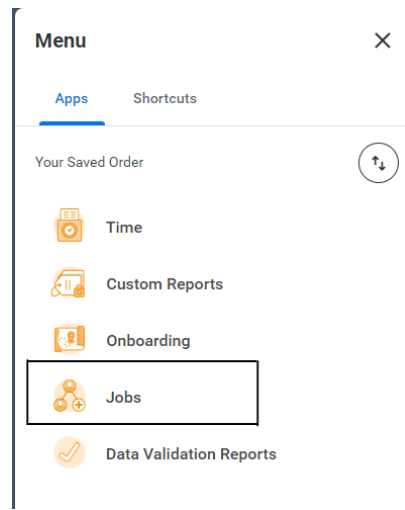 Menu
Apps Shortcuts
Your Saved Order
Time
Custom Reports
Onboarding
Jobs
Data Validation Reports